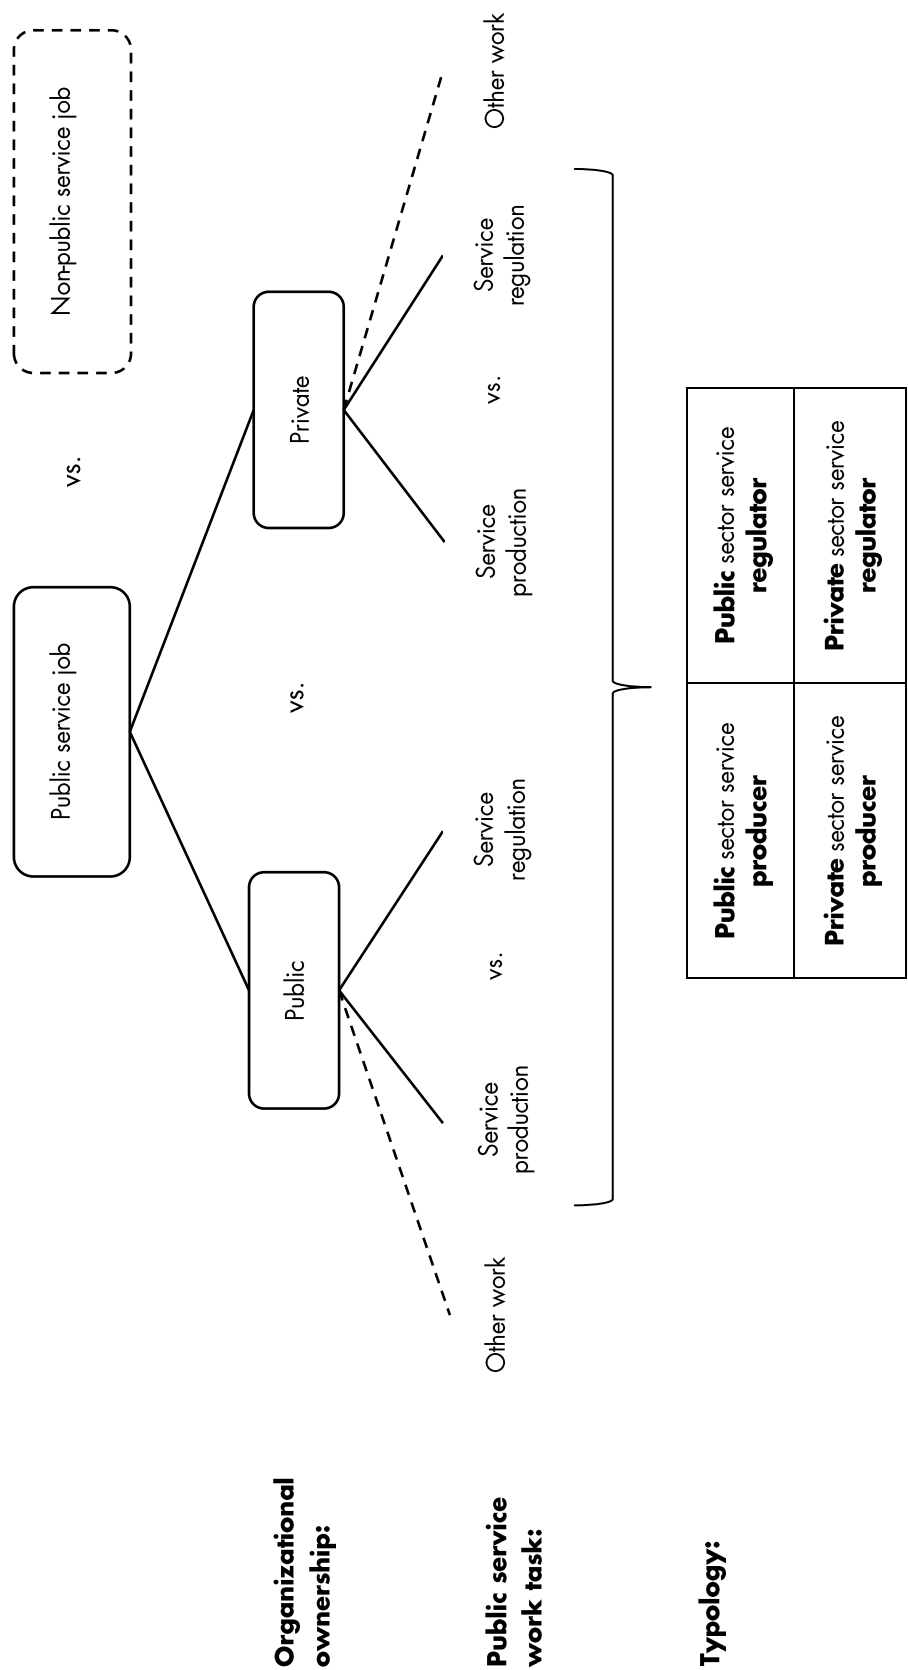 Public service job
vs.
Non-public service job
Organizational
ownership:
Public
vs.
Private
Public service
work task:
Other work
Service
production
vs.
Service
regulation
Service
production
vs.
Service
regulation
Other work
Typology:
Public sector service
producer
Public sector service
regulator
Private sector service
producer
Private sector service
regulator